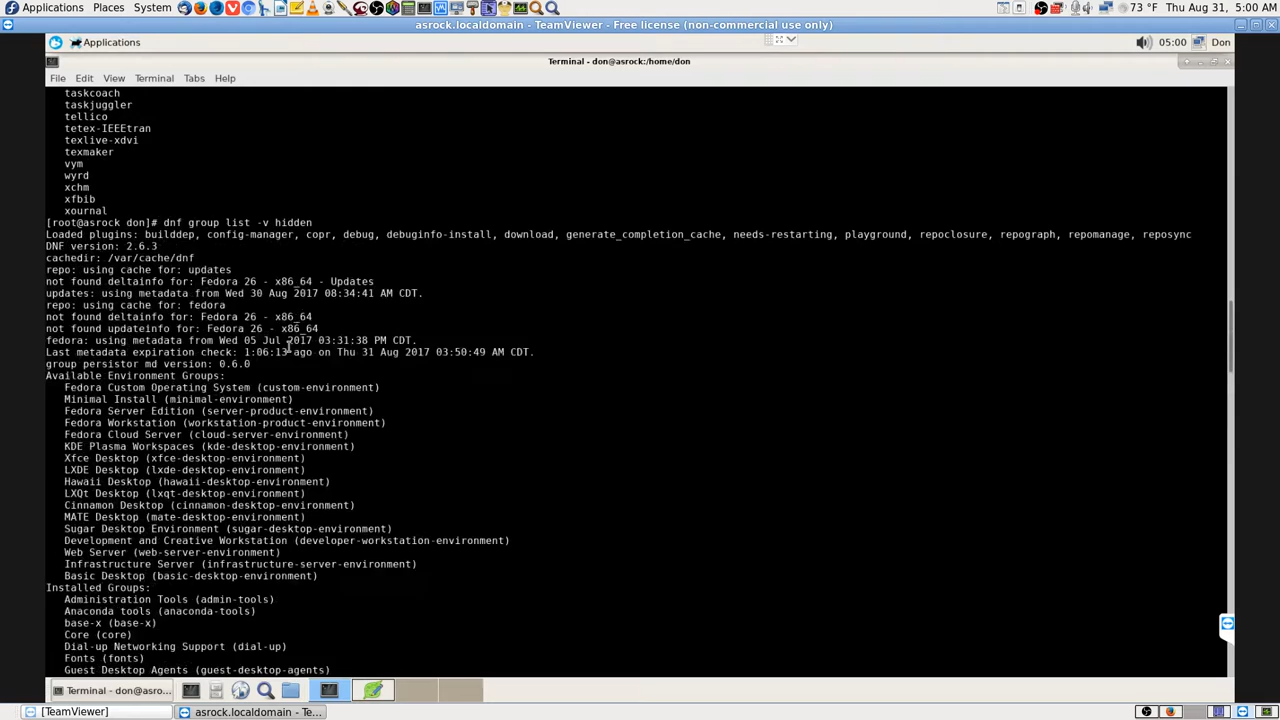 Applications Places System 73 °F Thu Aug 31, 5:00 AM
asrock.localdomain - TeamViewer - Free license (non-commercial use only)
Applications 05:00 Don
Terminal - don@asrock:/home/don
File Edit View Terminal Tabs Help
taskcoach
taskjuggler
tellico
tetex-IEEEtran
texlive-xdvi
texmaker
vym
wyrd
xchm
xfbib
xournal
[root@asrock don]# dnf group list -v hidden
Loaded plugins: builddep, config-manager, copr, debug, debuginfo-install, download, generate_completion_cache, needs-restarting, playground, repoclosure, repograph, repomanage, reposync
DNF version: 2.6.3
cachedir: /var/cache/dnf
repo: using cache for: updates
not found deltainfo for: Fedora 26 - x86_64 - Updates
updates: using metadata from Wed 30 Aug 2017 08:34:41 AM CDT.
repo: using cache for: fedora
not found deltainfo for: Fedora 26 - x86_64
not found updateinfo for: Fedora 26 - x86_64
fedora: using metadata from Wed 05 Jul 2017 03:31:38 PM CDT.
Last metadata expiration check: 1:06:13 ago on Thu 31 Aug 2017 03:50:49 AM CDT.
group persistor md version: 0.6.0
Available Environment Groups:
Fedora Custom Operating System (custom-environment)
Minimal Install (minimal-environment)
Fedora Server Edition (server-product-environment)
Fedora Workstation (workstation-product-environment)
Fedora Cloud Server (cloud-server-environment)
KDE Plasma Workspaces (kde-desktop-environment)
Xfce Desktop (xfce-desktop-environment)
LXDE Desktop (lxde-desktop-environment)
Hawaii Desktop (hawaii-desktop-environment)
LXQt Desktop (lxqt-desktop-environment)
Cinnamon Desktop (cinnamon-desktop-environment)
MATE Desktop (mate-desktop-environment)
Sugar Desktop Environment (sugar-desktop-environment)
Development and Creative Workstation (developer-workstation-environment)
Web Server (web-server-environment)
Infrastructure Server (infrastructure-server-environment)
Basic Desktop (basic-desktop-environment)
Installed Groups:
Administration Tools (admin-tools)
Anaconda tools (anaconda-tools)
base-x (base-x)
Core (core)
Dial-up Networking Support (dial-up)
Fonts (fonts)
Guest Desktop Agents (guest-desktop-agents)
Terminal - don@asro...
[TeamViewer] asrock.localdomain - Te...